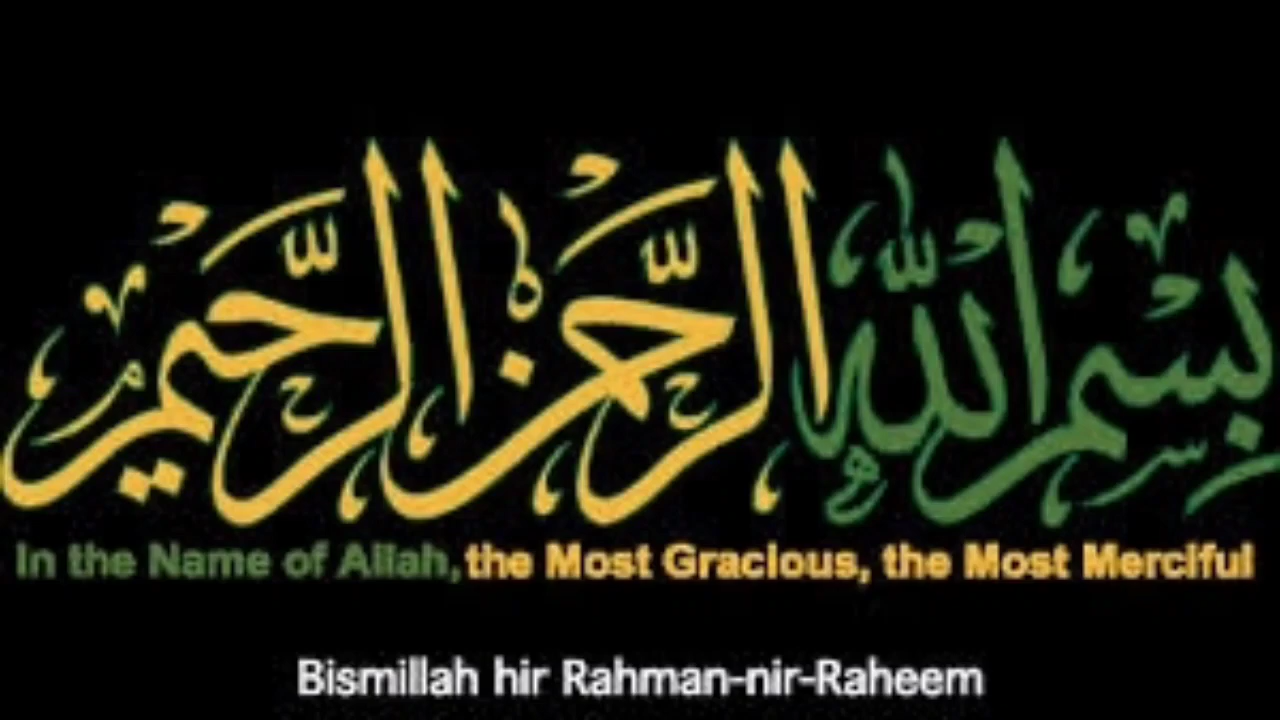 بسم الله الرحمن الرحيم
In the Name of Allah, the Most Gracious, the Most Merciful
Bismillah hir Rahman-nir-Raheem